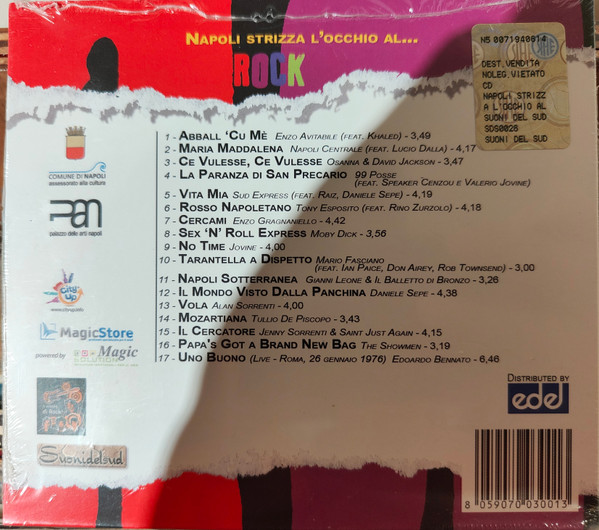 NAPOLI STRIZZA L'OCCHIO AL...
ROCK
N5 0071940814
DEST.VENDITA
NOLEG.VIETATO
CD
NAPOLI STRIZZ
A L'OCCHIO AL
SUONI DEL SUD
SDS0026
SUONI DEL SUD
1 - ABBALL 'CU MÈ ENZO AVITABILE (FEAT. KHALED) - 3,49
2 - MARIA MADDALENA NAPOLI CENTRALE (FEAT. LUCIO DALLA) - 4,17
3 - CE VULESSE, CE VULESSE OSANNA & DAVID JACKSON - 3,47
4 - LA PARANZA DI SAN PRECARIO 99 POSSE
(FEAT. SPEAKER CENZOU E VALERIO JOVINE) - 3,41
5 - VITA MIA SUD EXPRESS (FEAT. RAIZ, DANIELE SEPE) - 4,19
6 - ROSSO NAPOLETANO TONY ESPOSITO (FEAT. RINO ZURZOLO) - 4,18
7 - CERCAMI ENZO GRAGNANIELLO - 4,42
8 - SEX 'N' ROLL EXPRESS MOBY DICK - 3,56
9 - NO TIME JOVINE - 4,00
10 - TARANTELLA A DISPETTO MARIO FASCIANO
(FEAT. IAN PAICE, DON AIREY, ROB TOWNSEND) - 3,00
11 - NAPOLI SOTTERRANEA GIANNI LEONE & IL BALLETTO DI BRONZO - 3,26
12 - IL MONDO VISTO DALLA PANCHINA DANIELE SEPE - 4,38
13 - VOLA ALAN SORRENTI - 4,00
14 - MOZARTIANA TULLIO DE PISCOPO - 3,43
15 - IL CERCATORE JENNY SORRENTI & SAINT JUST AGAIN - 4,15
16 - PAPA'S GOT A BRAND NEW BAG THE SHOWMEN - 3,19
17 - UNO BUONO (LIVE - ROMA, 26 GENNAIO 1976) EDOARDO BENNATO - 6,46
COMUNE DI NAPOLI
assessorato alla cultura
PAN
palazzo delle arti napoli
city up
MagicStore
powered by
Magic
Suonidelsud
DISTRIBUTED BY
edel
8 059070 030013